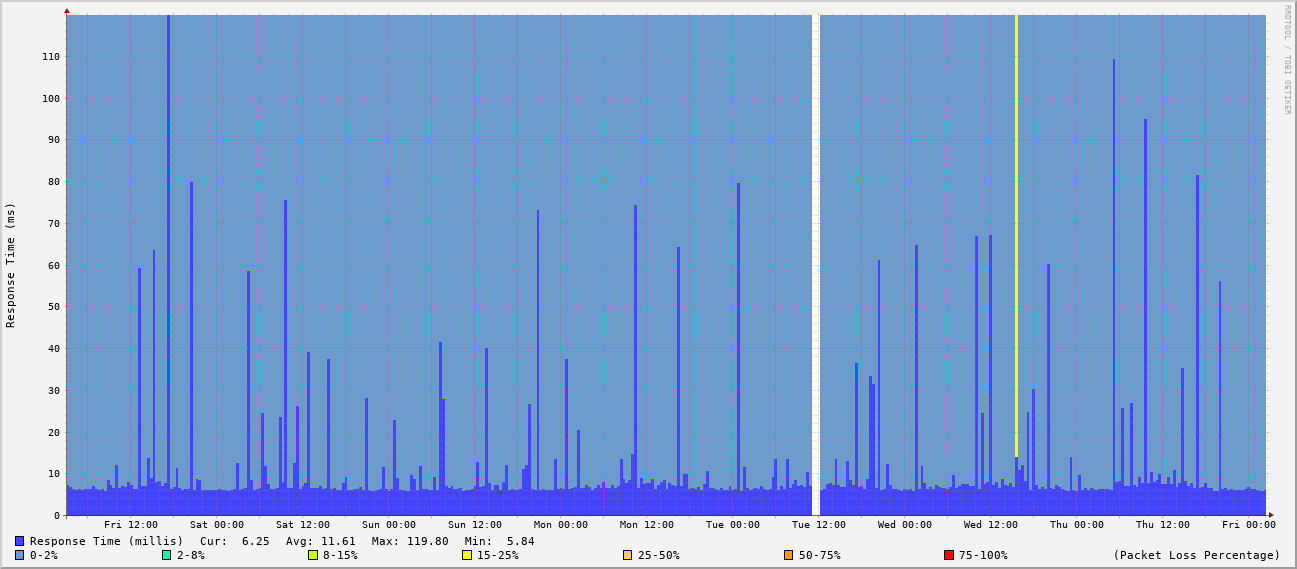 RRDTOOL / TOBI OETIKER
Response Time (ms)
110
100
90
80
70
60
50
40
30
20
10
0
Fri 12:00 Sat 00:00 Sat 12:00 Sun 00:00 Sun 12:00 Mon 00:00 Mon 12:00 Tue 00:00 Tue 12:00 Wed 00:00 Wed 12:00 Thu 00:00 Thu 12:00 Fri 00:00
Response Time (millis) Cur: 6.25 Avg: 11.61 Max: 119.80 Min: 5.84
0-2% 2-8% 8-15% 15-25% 25-50% 50-75% 75-100% (Packet Loss Percentage)